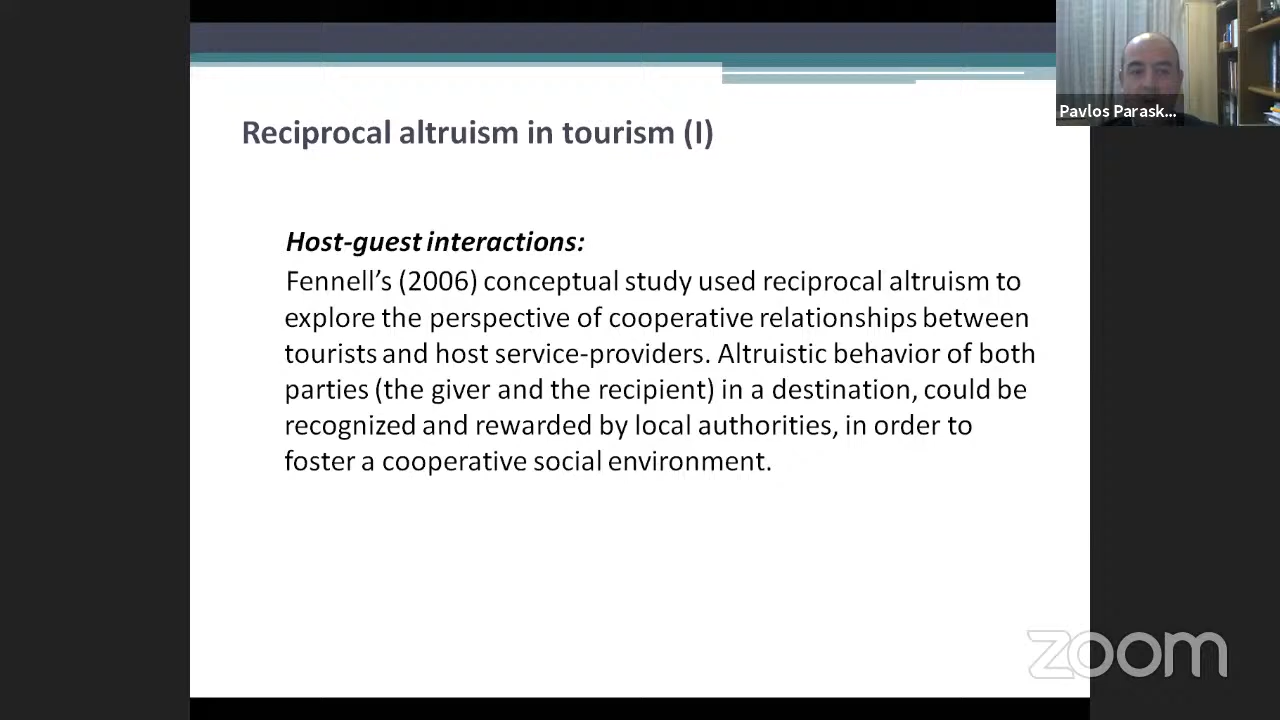 Pavlos Parask...
Reciprocal altruism in tourism (I)
Host-guest interactions:
Fennell’s (2006) conceptual study used reciprocal altruism to
explore the perspective of cooperative relationships between
tourists and host service-providers. Altruistic behavior of both
parties (the giver and the recipient) in a destination, could be
recognized and rewarded by local authorities, in order to
foster a cooperative social environment.
zoom